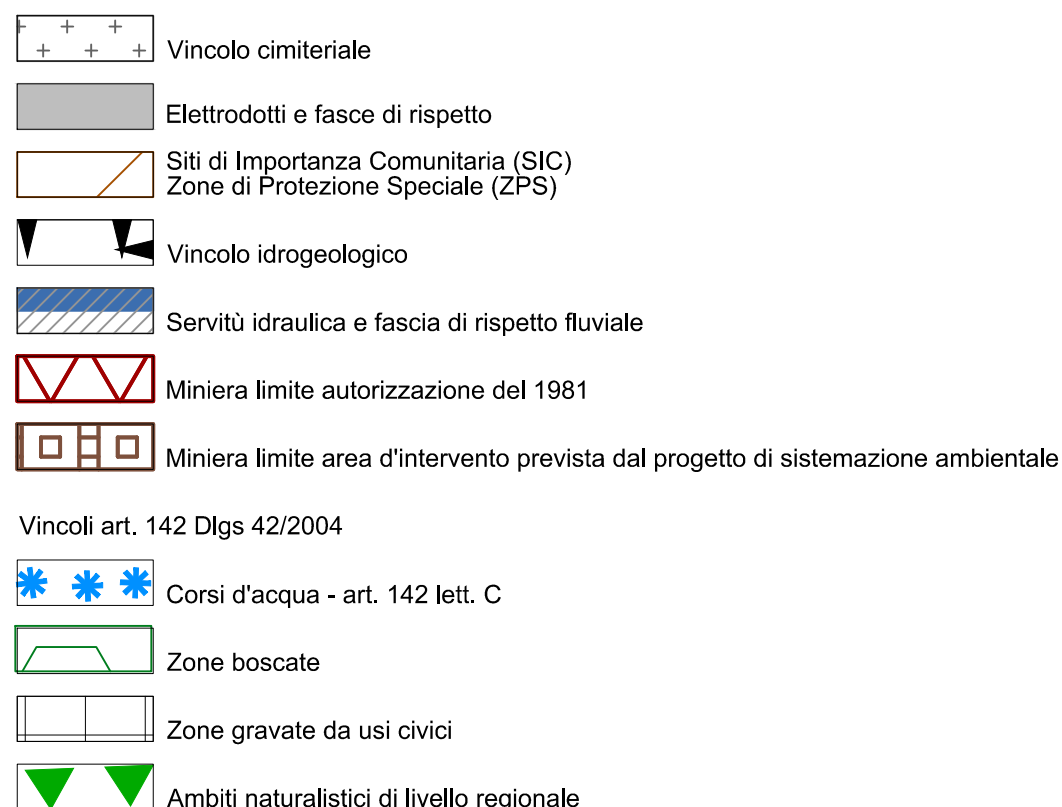 Vincolo cimiteriale
Elettrodotti e fasce di rispetto
Siti di Importanza Comunitaria (SIC)
Zone di Protezione Speciale (ZPS)
Vincolo idrogeologico
Servitù idraulica e fascia di rispetto fluviale
Miniera limite autorizzazione del 1981
Miniera limite area d'intervento prevista dal progetto di sistemazione ambientale
Vincoli art. 142 Dlgs 42/2004
Corsi d'acqua - art. 142 lett. C
Zone boscate
Zone gravate da usi civici
Ambiti naturalistici di livello regionale